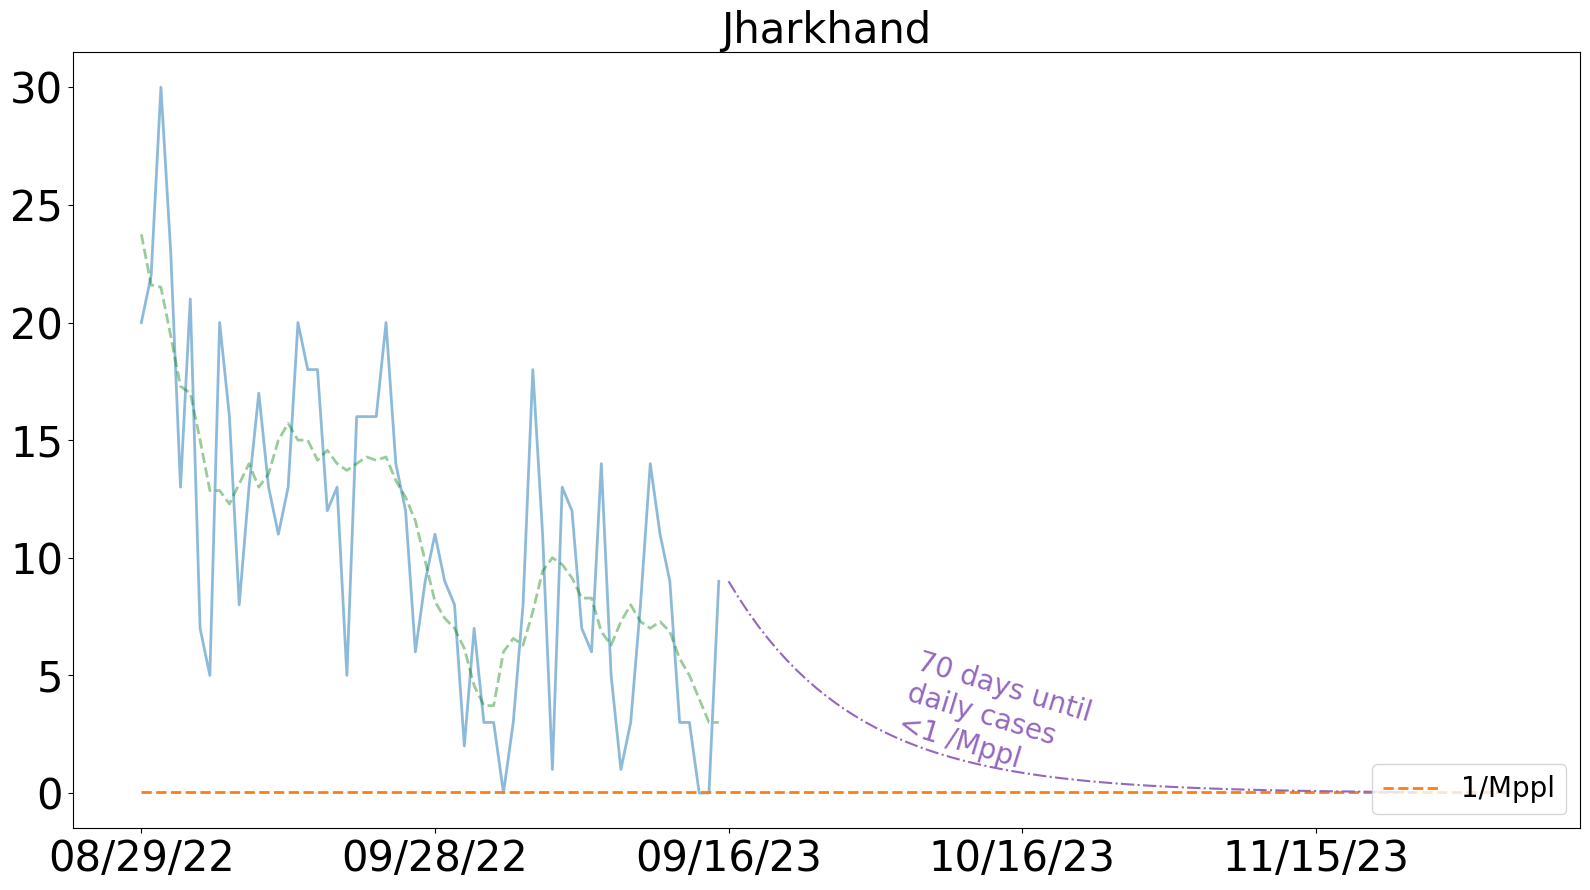 Jharkhand
30
25
20
15
10
5
0
70 days until
daily cases
<1 /Mppl
1/Mppl
08/29/22
09/28/22
09/16/23
10/16/23
11/15/23